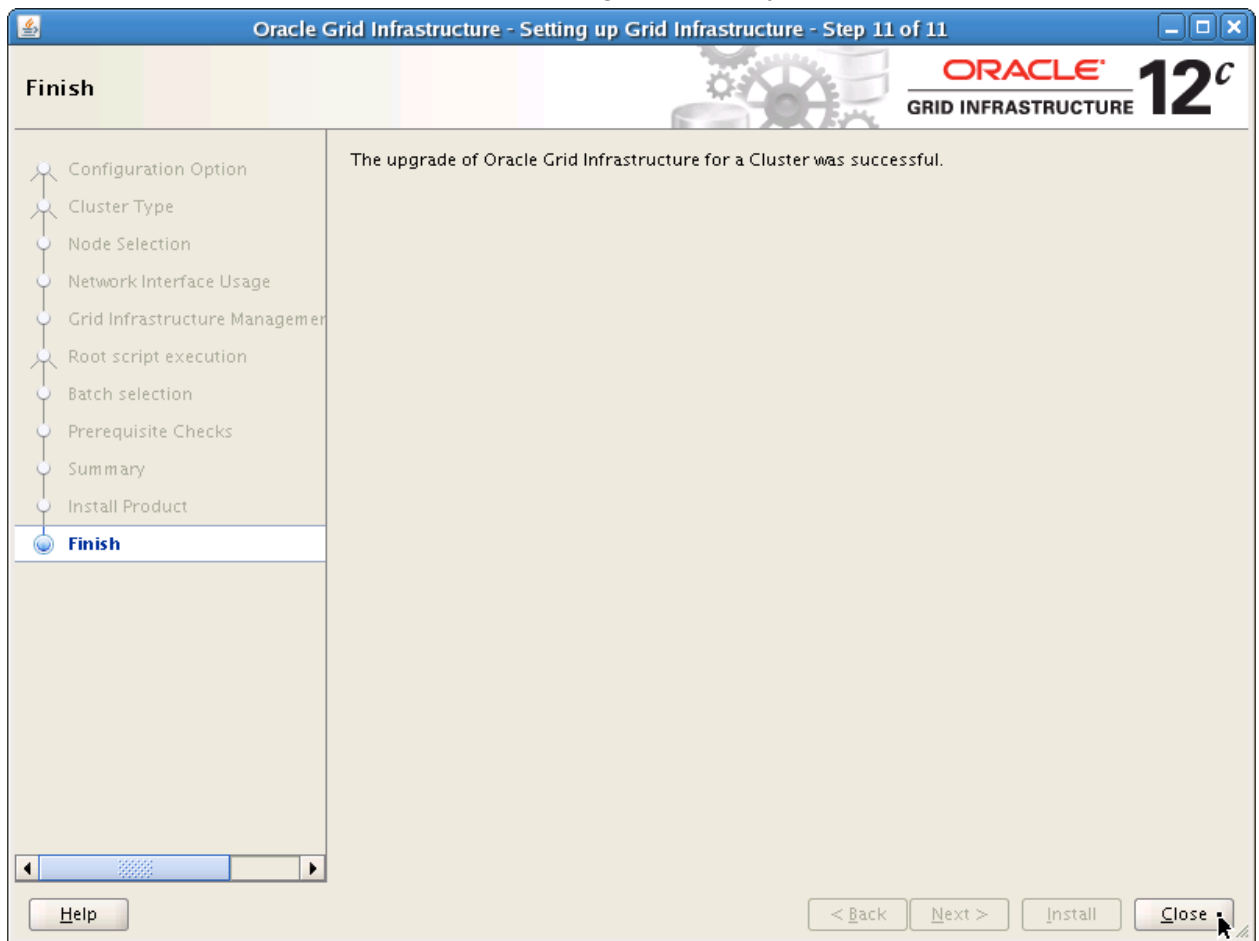 Oracle Grid Infrastructure - Setting up Grid Infrastructure - Step 11 of 11
Finish
ORACLE
GRID INFRASTRUCTURE
12c
Configuration Option
Cluster Type
Node Selection
Network Interface Usage
Grid Infrastructure Managemer
Root script execution
Batch selection
Prerequisite Checks
Summary
Install Product
Finish
The upgrade of Oracle Grid Infrastructure for a Cluster was successful.
Help
< Back
Next >
Install
Close